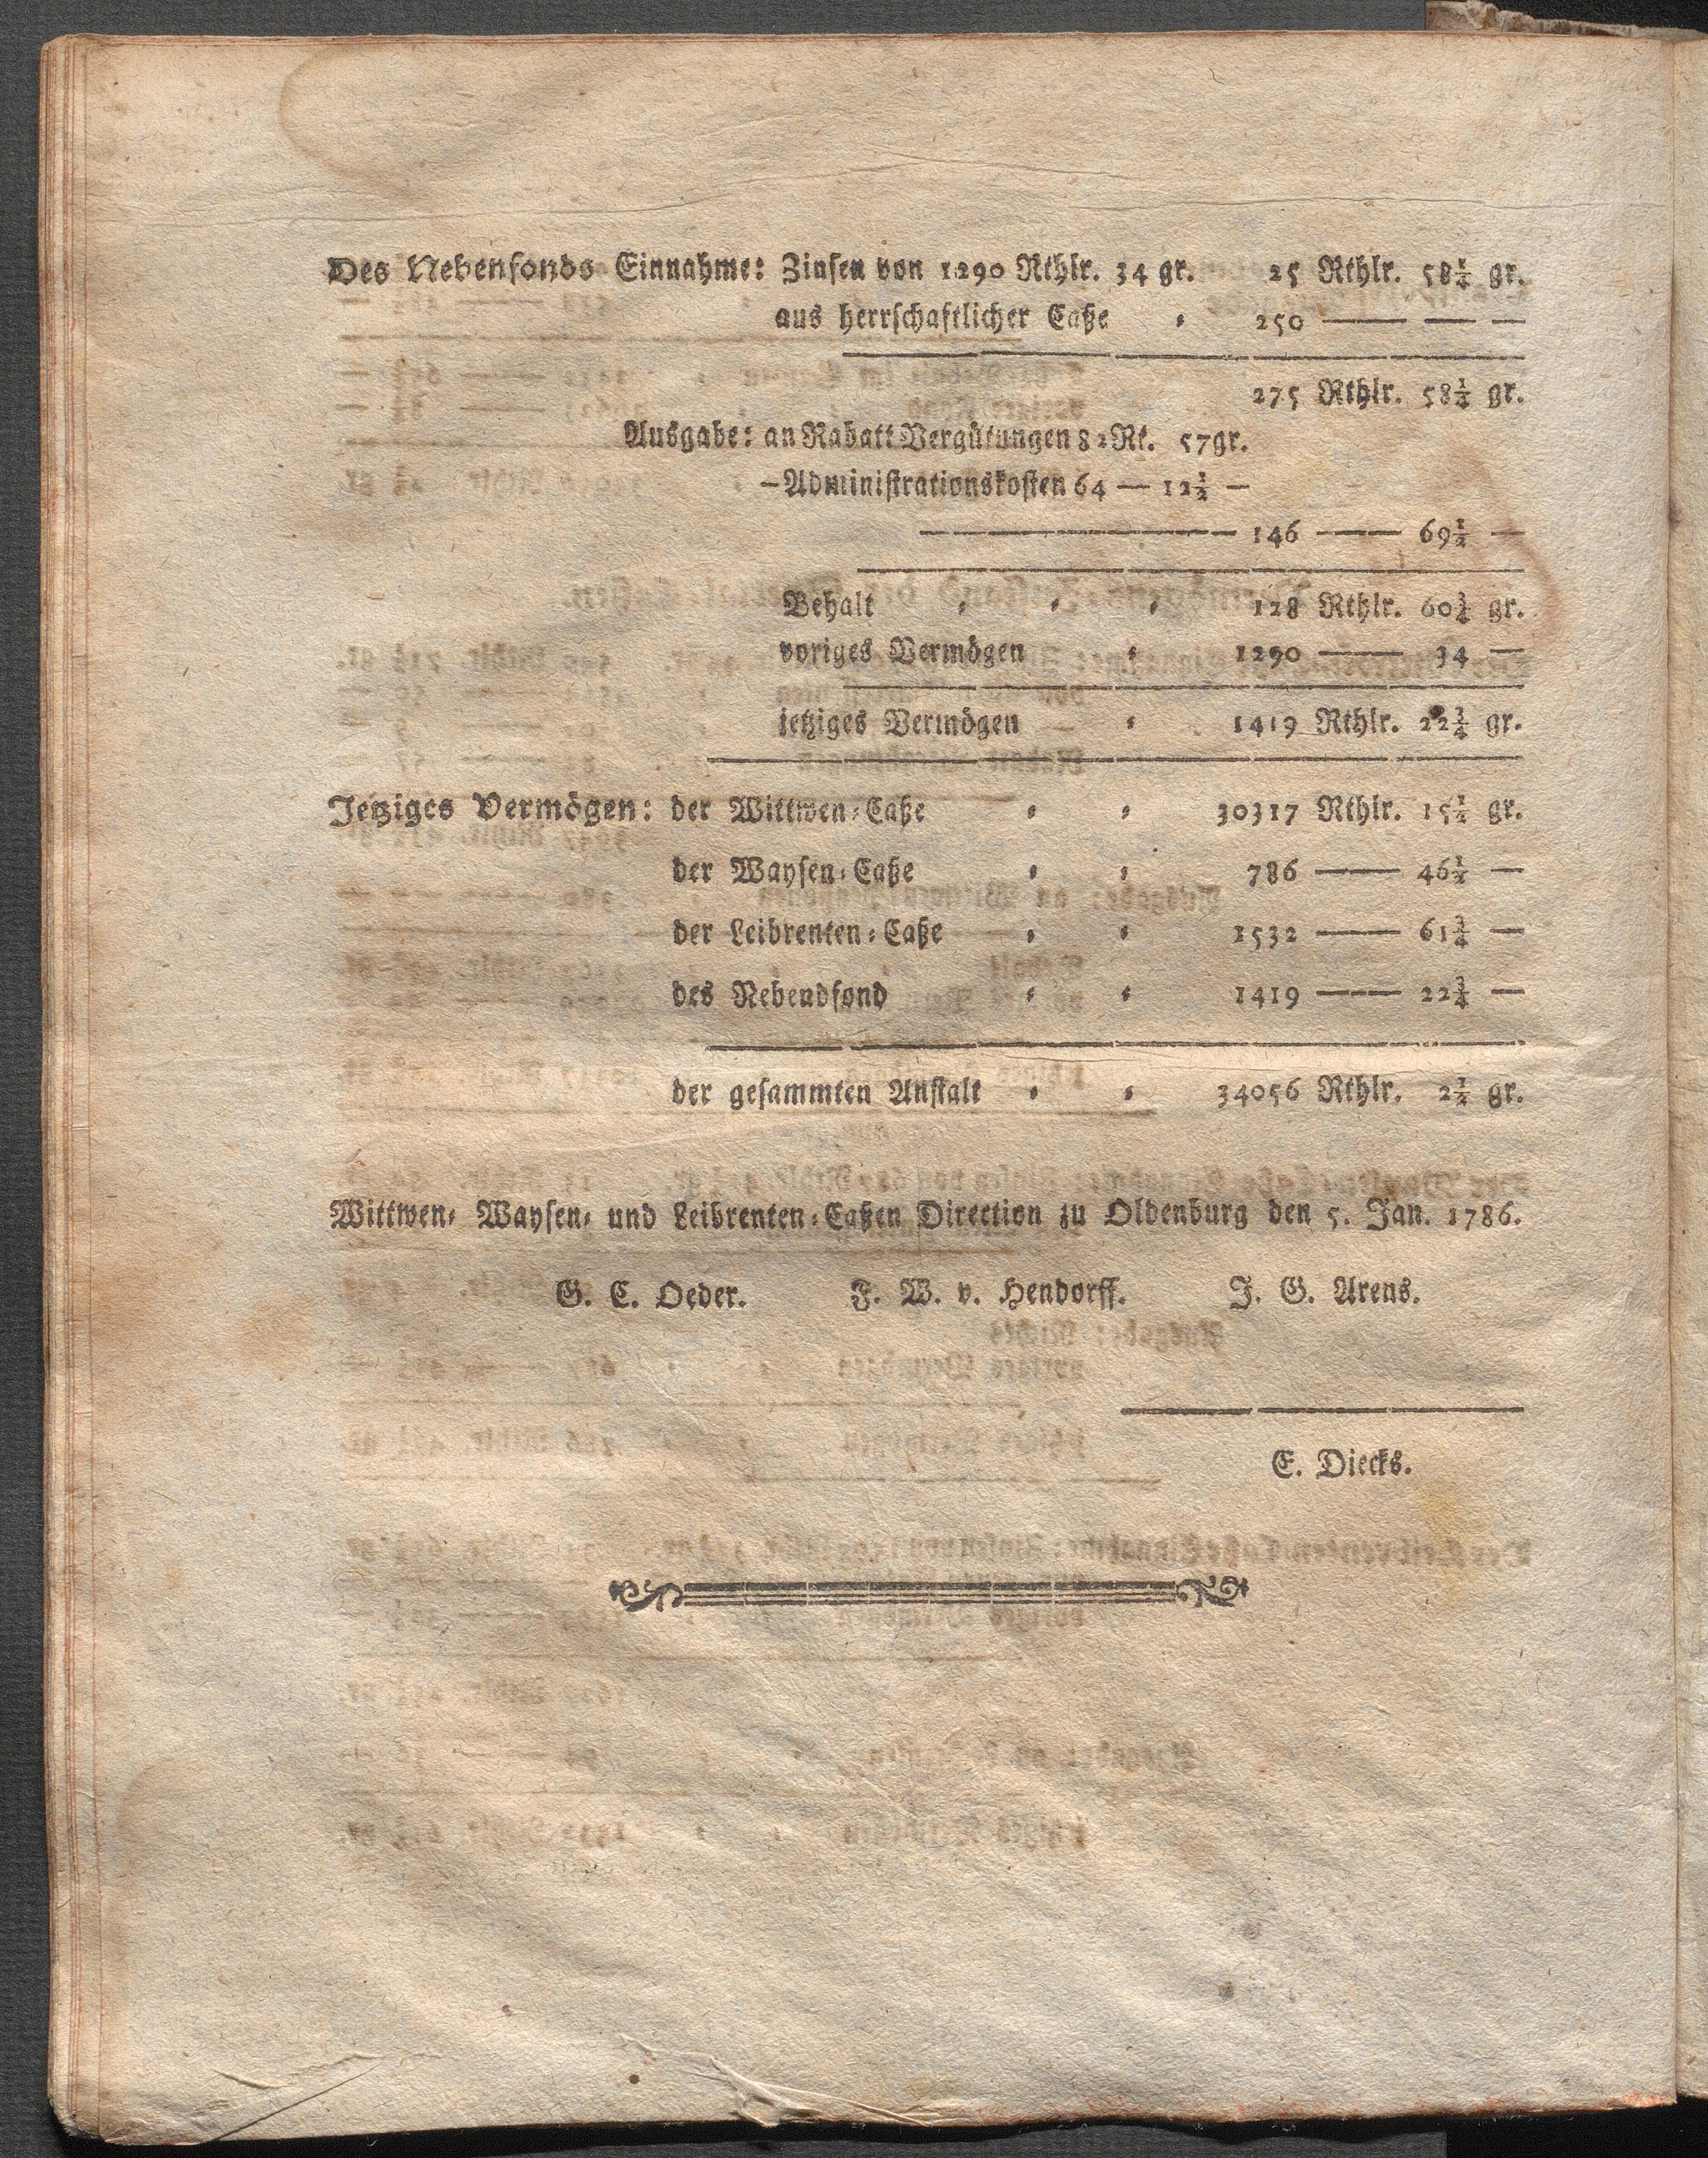 Des Nebenfonds Einnahme: Zinsen von 1290 Rthlr. 34 gr. 25 Rthlr. 58¼ gr.
aus herrschaftlicher Caße ⸗ 250 — — —
275 Rthlr. 58¼ gr.
Ausgabe: an Rabatt Vergütungen 82 Rt. 57 gr.
— Administrationskosten 64 — 12½ —
— 146 — 69½ —
Behalt ⸗ ⸗ ⸗ 128 Rthlr. 60¾ gr.
voriges Vermögen ⸗ 1290 — 34 —
jetziges Vermögen ⸗ 1419 Rthlr. 22¾ gr.
Jetziges Vermögen: der Wittwen⸗Caße ⸗ ⸗ 30317 Rthlr. 15½ gr.
der Waysen⸗Caße ⸗ ⸗ 786 — 46½ —
der Leibrenten⸗Caße ⸗ ⸗ 1532 — 61¾ —
des Nebendfond ⸗ ⸗ 1419 — 22¾ —
der gesammten Anstalt ⸗ ⸗ 34056 Rthlr. 2½ gr.
Wittwen⸗ Waysen⸗ und Leibrenten⸗Caßen Direction zu Oldenburg den 5. Jan. 1786.
G. C. Oeder. F. W. v. Hendorff. J. G. Arens.
E. Diecks.